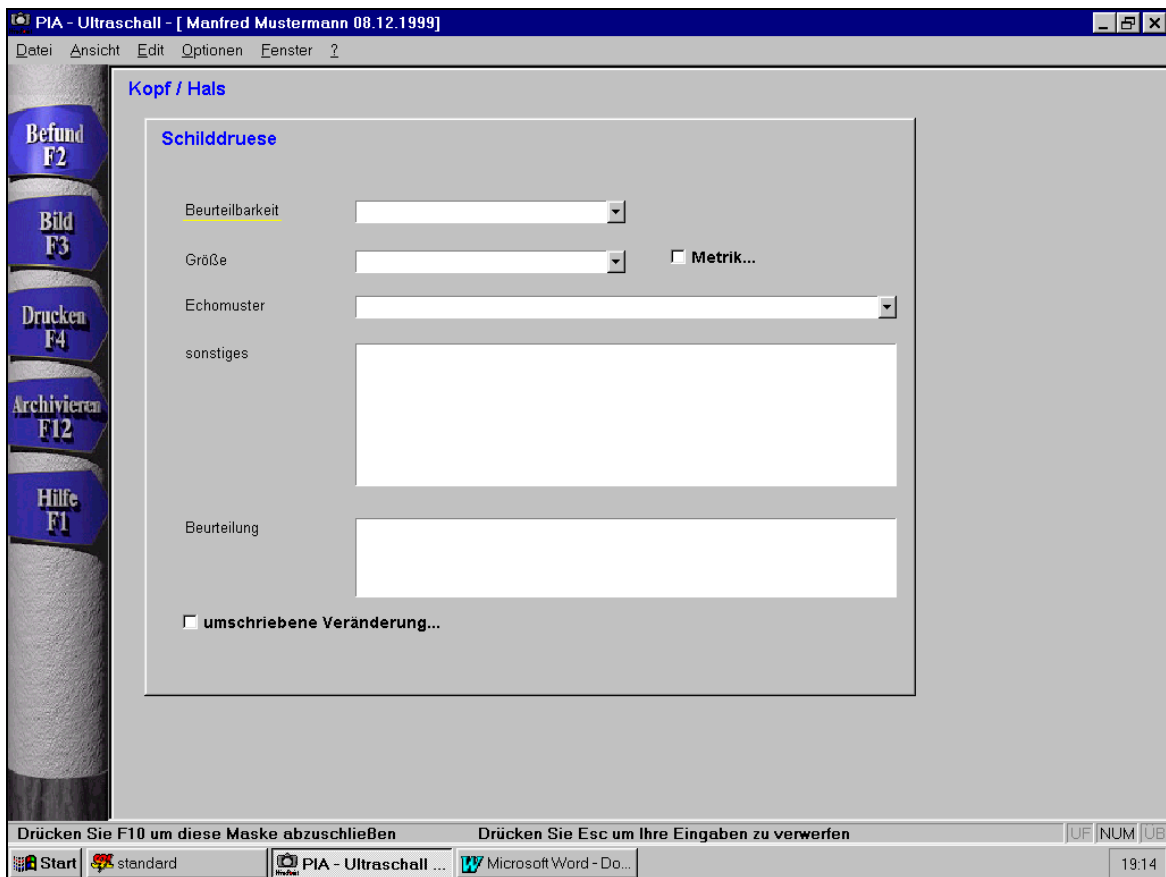 PIA - Ultraschall - [ Manfred Mustermann 08.12.1999]
Datei Ansicht Edit Optionen Fenster ?
Kopf / Hals
Befund
F2
Bild
F3
Drucken
F4
Archivieren
F12
Hilfe
F1
Schilddruese
Beurteilbarkeit
Größe
Metrik...
Echomuster
sonstiges
Beurteilung
umschriebene Veränderung...
Drücken Sie F10 um diese Maske abzuschließen Drücken Sie Esc um Ihre Eingaben zu verwerfen UF NUM ÜB
Start standard PIA - Ultraschall ... Microsoft Word - Do... 19:14